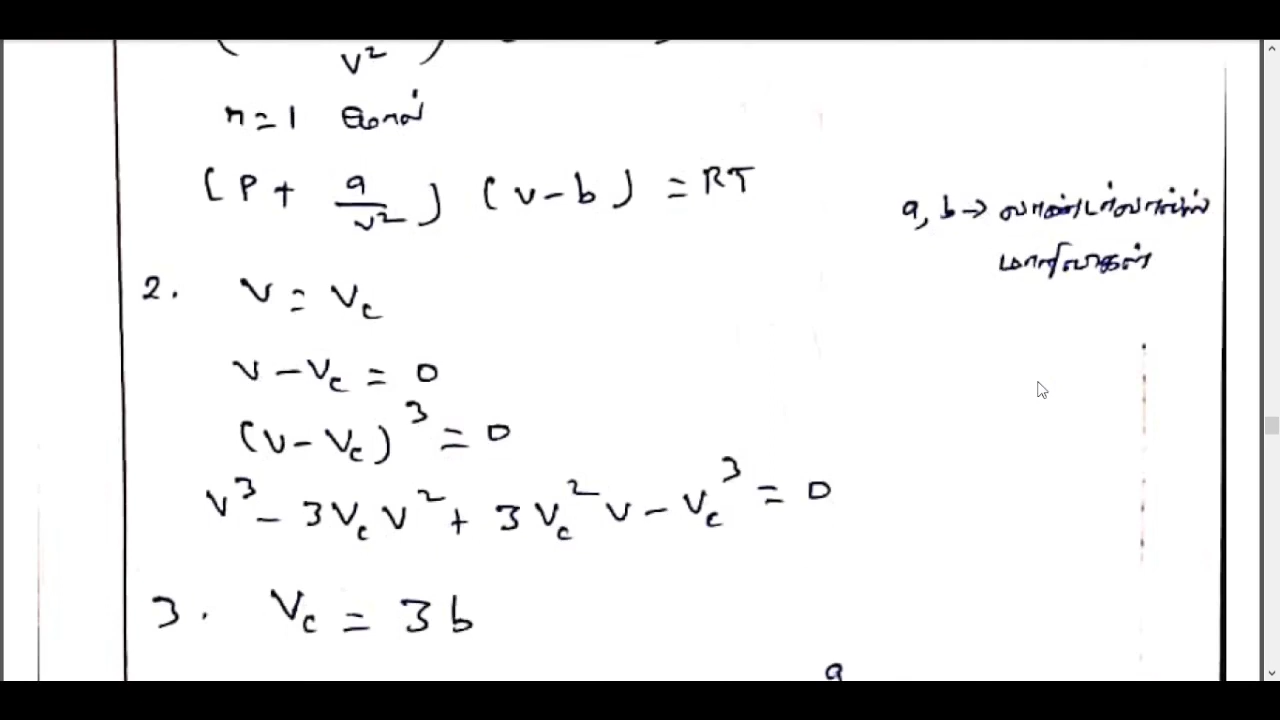 V²
n = 1 மோல்
(P + a/v²) (v - b) = RT
a, b → வாண்டர்வால்ஸ்
மாறிலிகள்
2. V = Vc
V - Vc = 0
(V - Vc)³ = 0
V³ - 3VcV² + 3Vc²V - Vc³ = 0
3. Vc = 3b
a